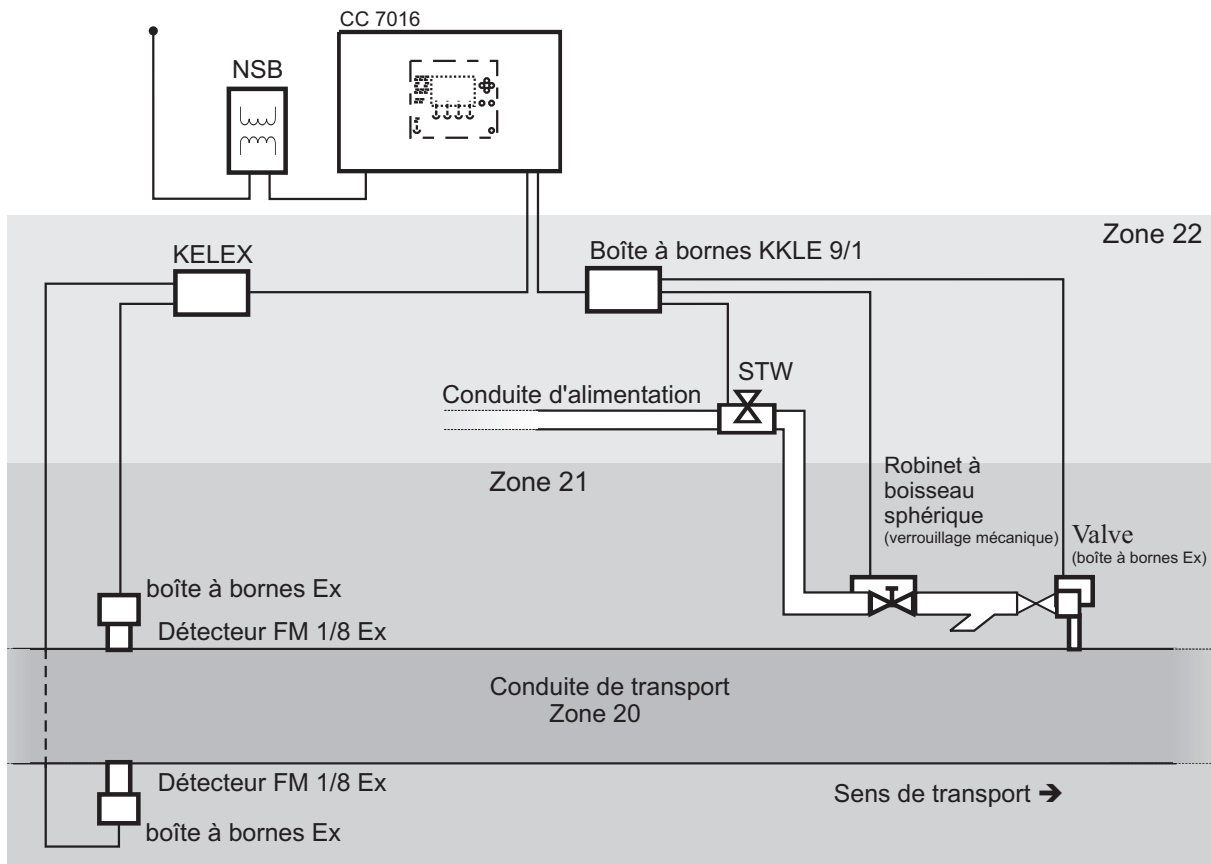 CC 7016
NSB
Zone 22
KELEX
Boîte à bornes KKLE 9/1
STW
Conduite d'alimentation
Zone 21
Robinet à
boisseau
sphérique
(verrouillage mécanique)
Valve
(boîte à bornes Ex)
boîte à bornes Ex
Détecteur FM 1/8 Ex
Conduite de transport
Zone 20
Détecteur FM 1/8 Ex
boîte à bornes Ex
Sens de transport ➔